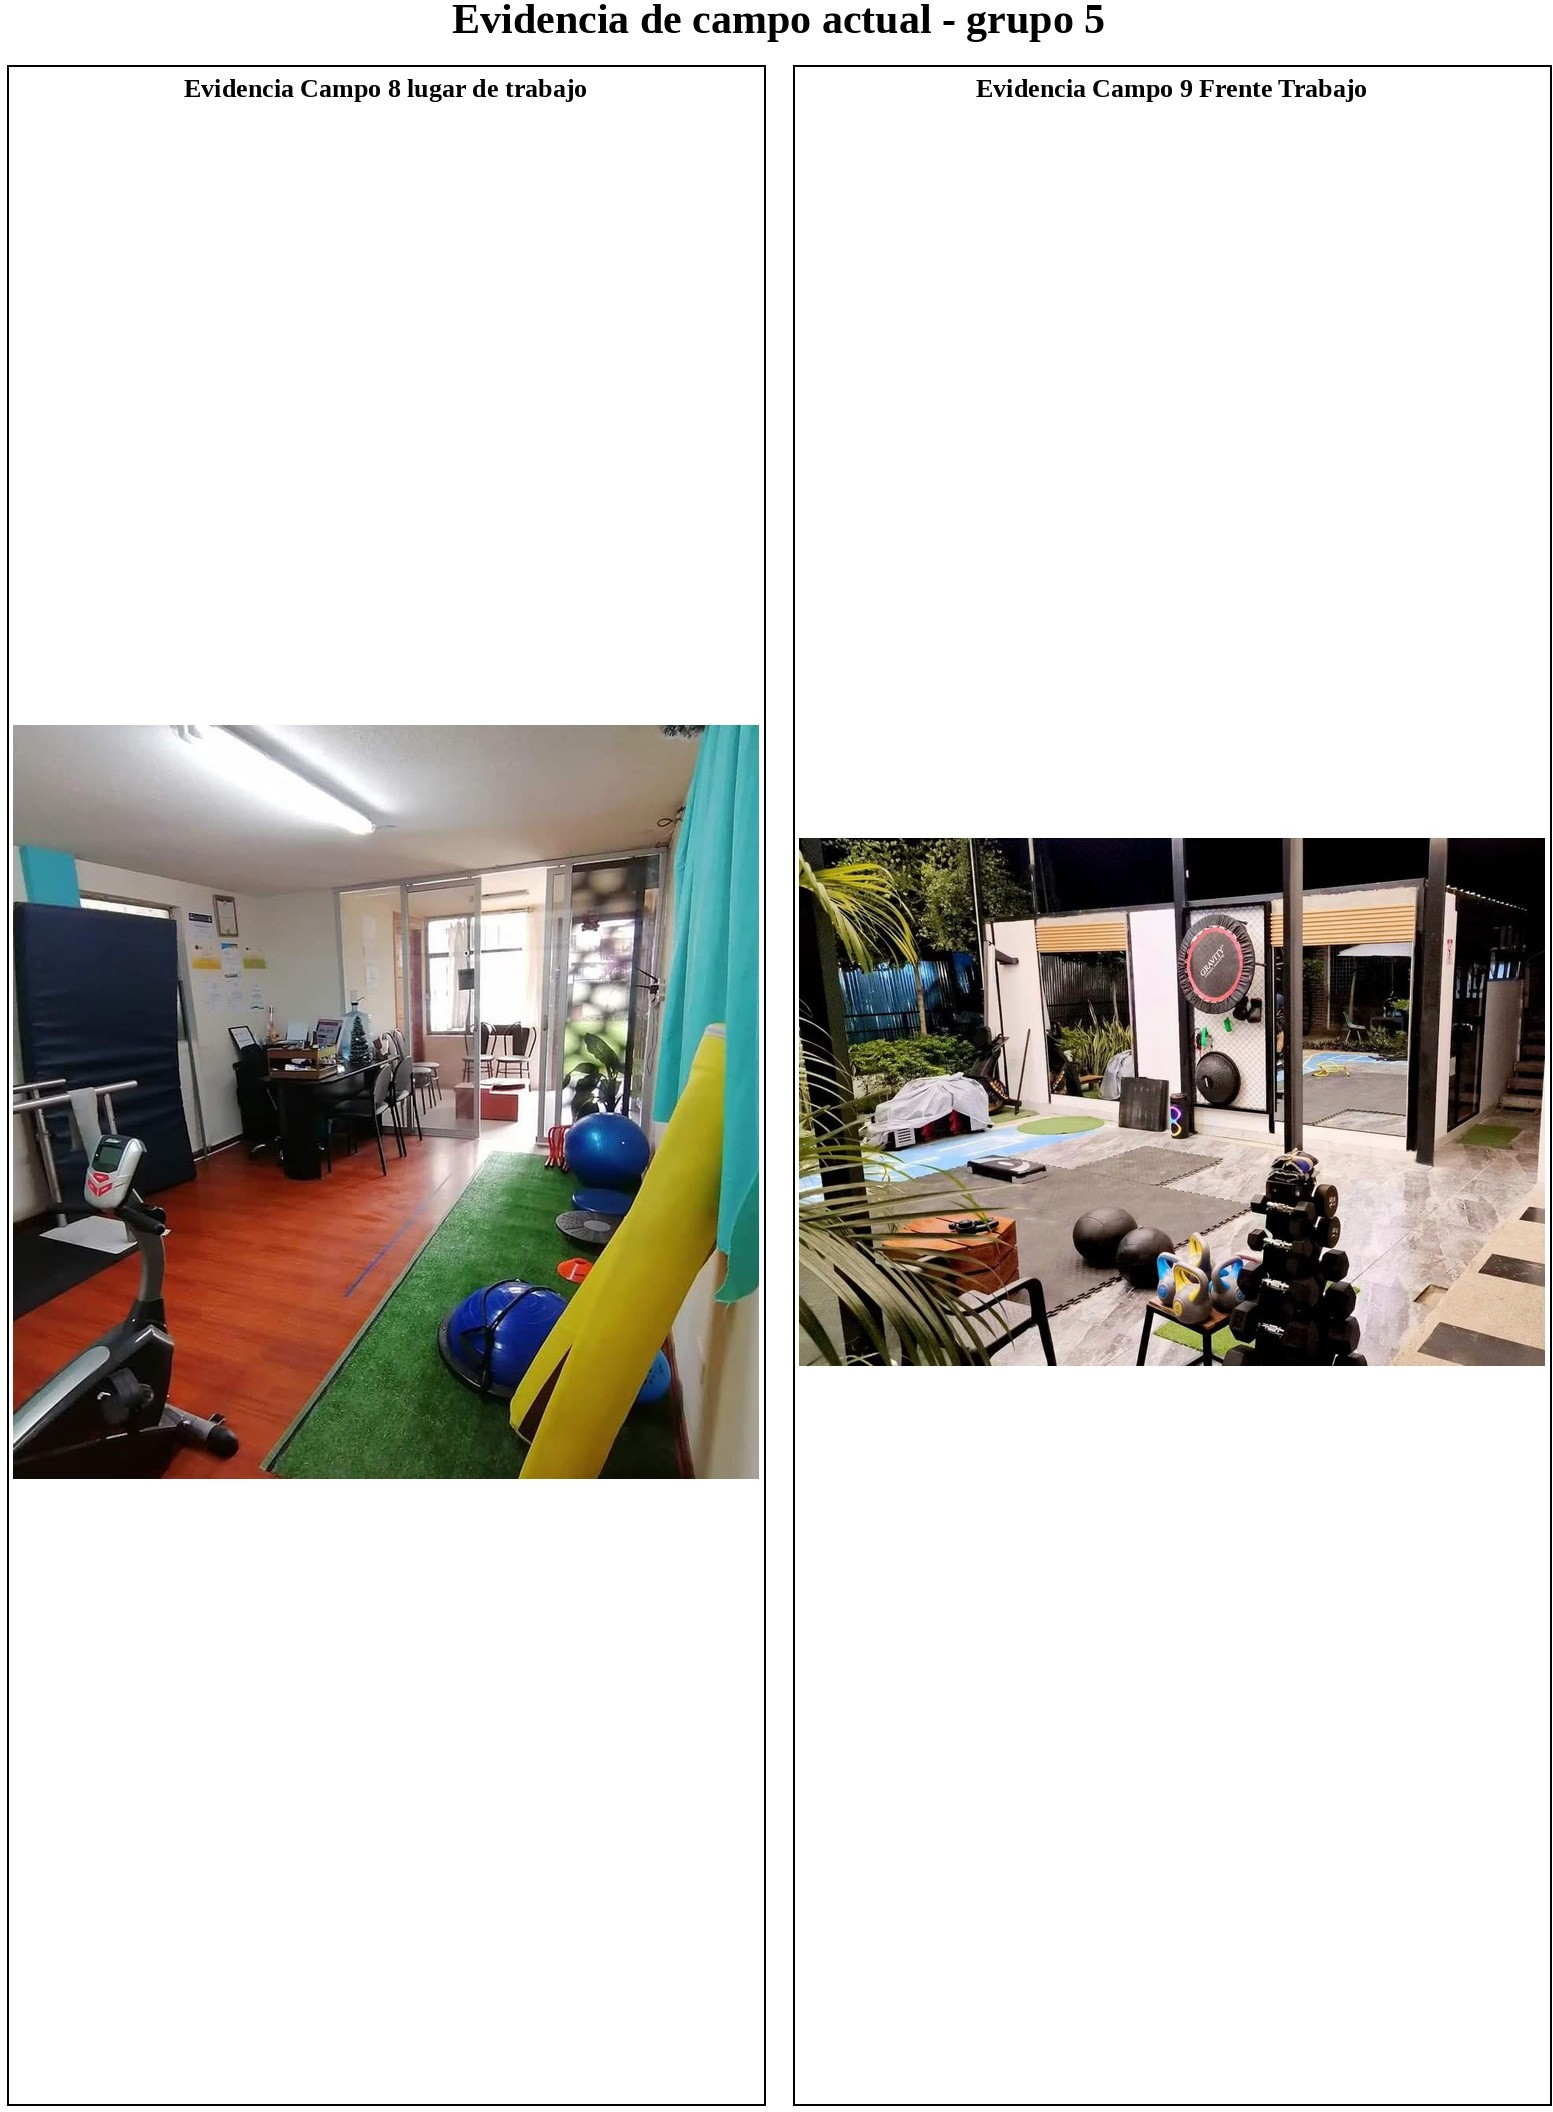 Evidencia de campo actual - grupo 5
Evidencia Campo 8 lugar de trabajo
Evidencia Campo 9 Frente Trabajo
GRAVITY